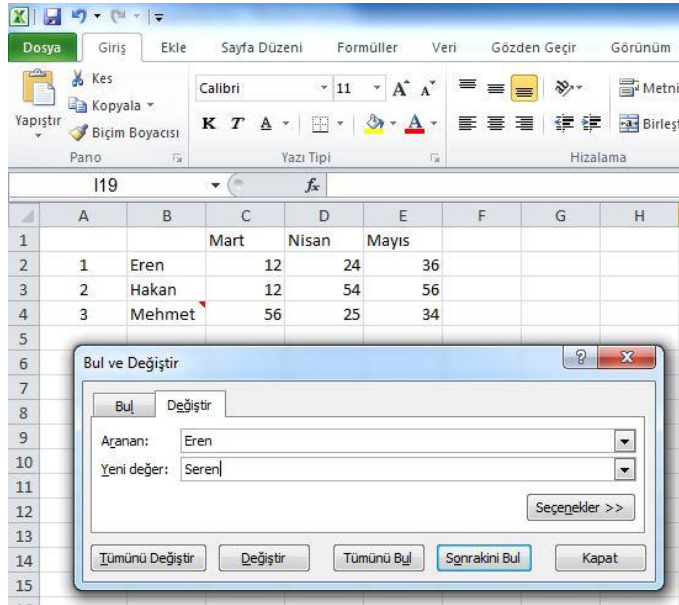 Dosya Giriş Ekle Sayfa Düzeni Formüller Veri Gözden Geçir Görünüm
Kes
Kopyala
Biçim Boyacısı
Yapıştır
Calibri 11 A A
K T A A
Metni
Birleşt
Pano Yazı Tipi Hizalama
I19 fx
A B C D E F G H
1 Mart Nisan Mayıs
2 1 Eren 12 24 36
3 2 Hakan 12 54 56
4 3 Mehmet 56 25 34
5
6
7
8
9
10
11
12
13
14
15
Bul ve Değiştir
Bul Değiştir
Aranan: Eren
Yeni değer: Seren
Seçenekler >>
Tümünü Değiştir Değiştir Tümünü Bul Sonrakini Bul Kapat